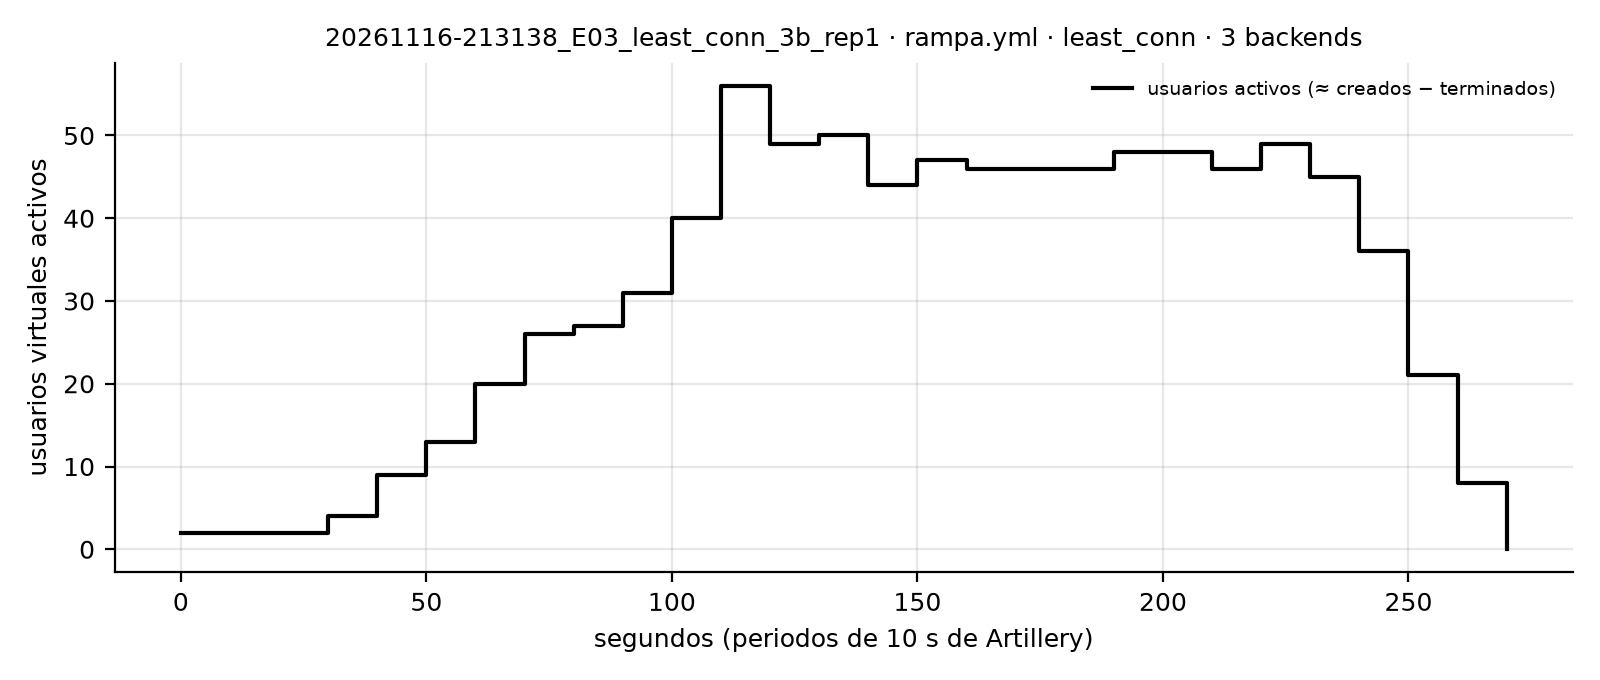 20261116-213138_E03_least_conn_3b_rep1 · rampa.yml · least_conn · 3 backends
usuarios activos (≈ creados − terminados)
usuarios virtuales activos
50
40
30
20
10
0
0 50 100 150 200 250
segundos (periodos de 10 s de Artillery)